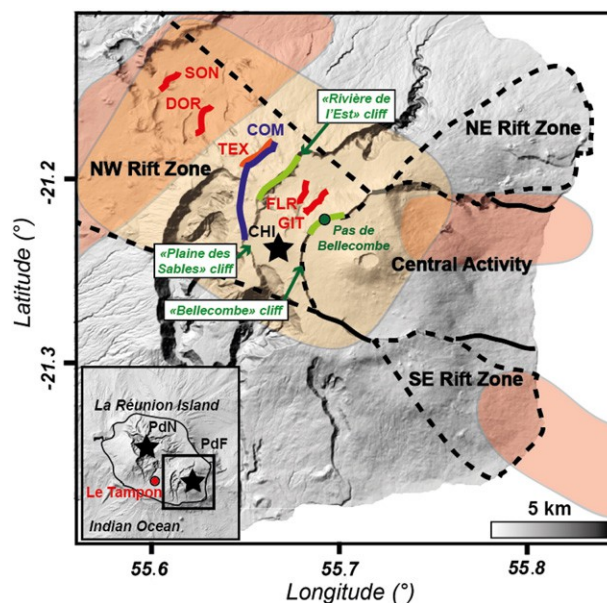 SON
«Rivière de
l'Est» cliff
DOR
COM
NE Rift Zone
TEX
NW Rift Zone
-21.2
FLR
GIT
CHI
Pas de
Bellecombe
«Plaine des
Sables» cliff
Central Activity
Latitude (°)
«Bellecombe» cliff
-21.3
SE Rift Zone
La Réunion Island
PdN
PdF
Le Tampon
Indian Ocean
5 km
55.6
55.7
55.8
Longitude (°)